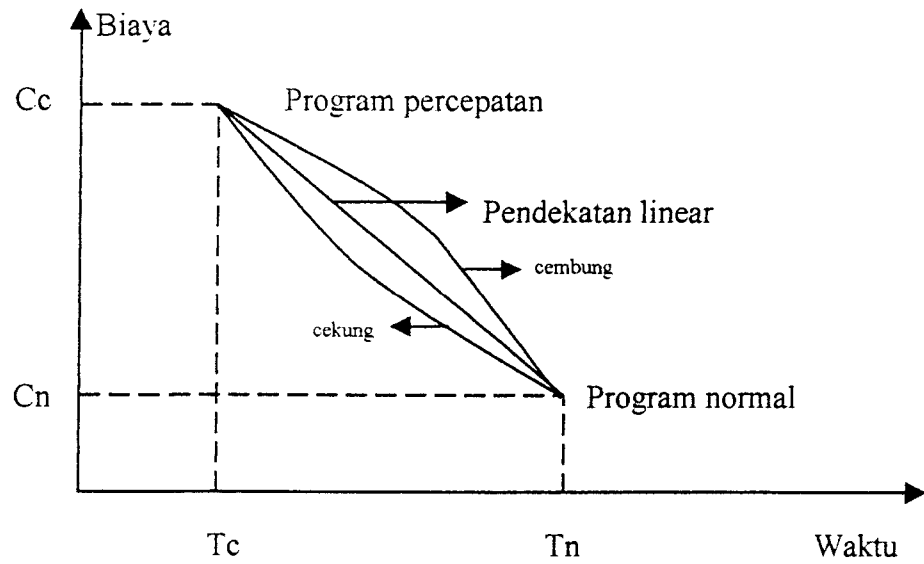 Biaya
Cc
Program percepatan
Pendekatan linear
cembung
cekung
Cn
Program normal
Tc
Tn
Waktu